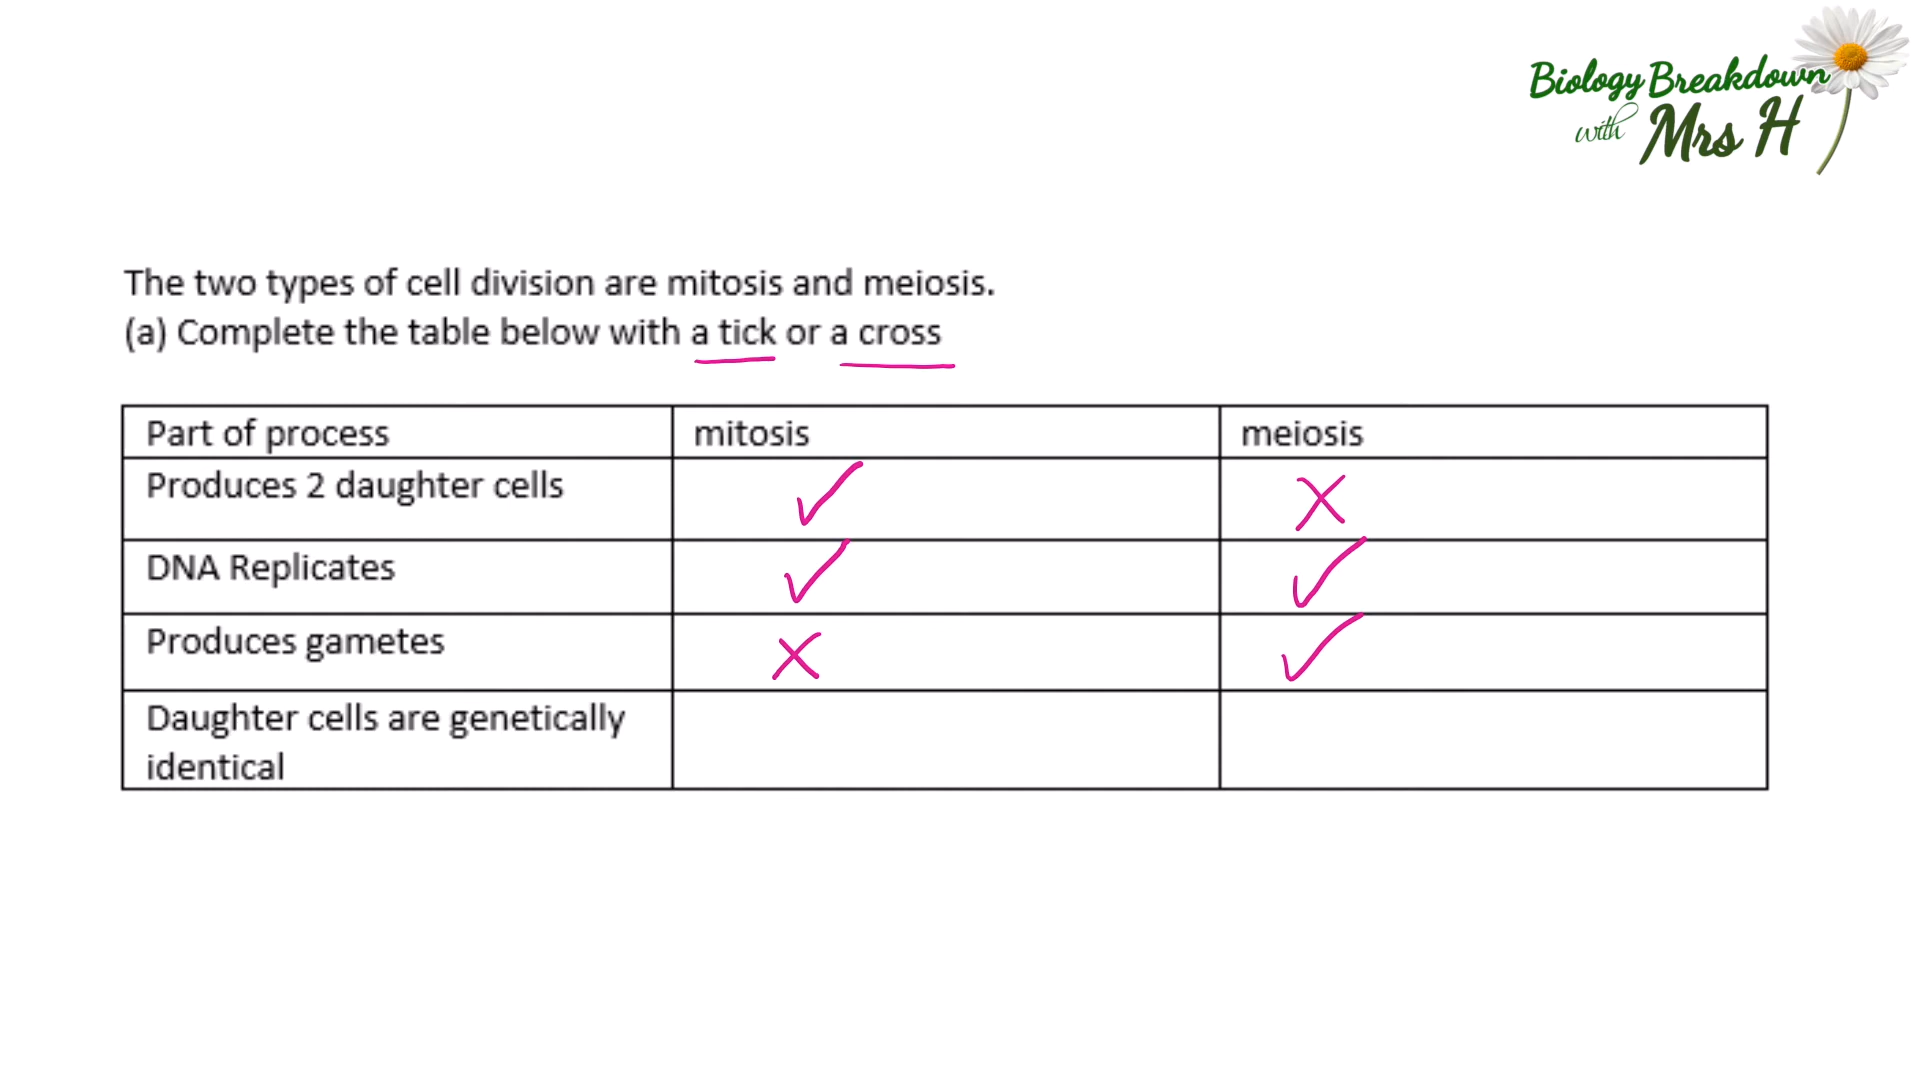 Biology Breakdown
with Mrs H
The two types of cell division are mitosis and meiosis.
(a) Complete the table below with a tick or a cross
Part of process mitosis meiosis
Produces 2 daughter cells ✓ ✗
DNA Replicates ✓ ✓
Produces gametes ✗ ✓
Daughter cells are genetically
identical